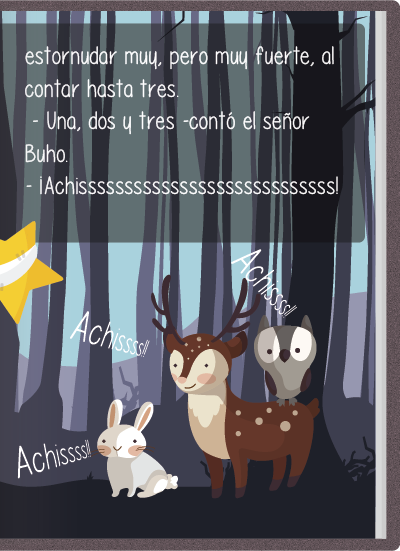 estornudar muy, pero muy fuerte, al
contar hasta tres.
- Una, dos y tres -contó el señor
Buho.
- ¡Achissssssssssssssssssssssssssss!
Achissss!!
Achissss!!
Achissss!!